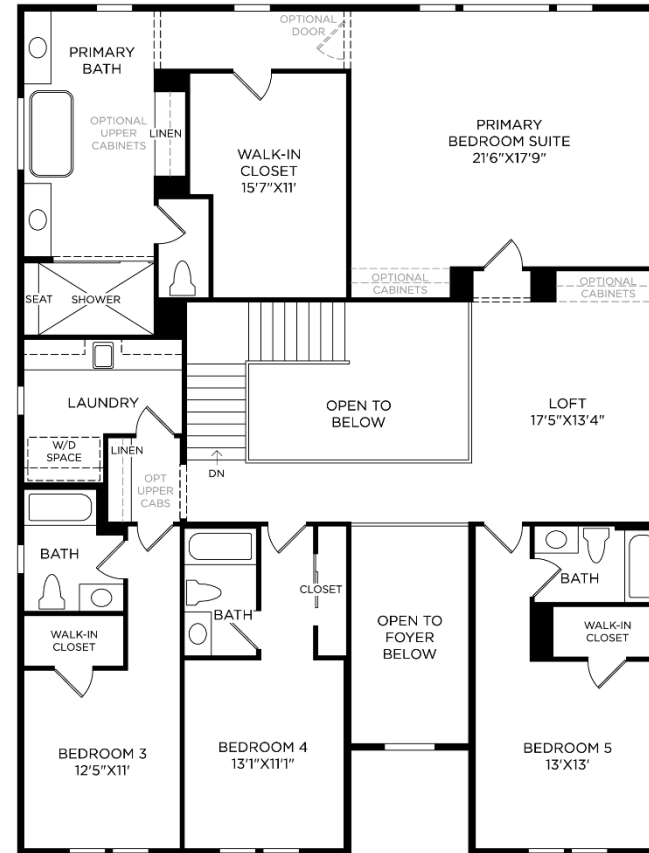 OPTIONAL
DOOR
PRIMARY
BATH
OPTIONAL
UPPER
CABINETS
LINEN
WALK-IN
CLOSET
15'7"X11'
PRIMARY
BEDROOM SUITE
21'6"X17'9"
OPTIONAL
CABINETS
OPTIONAL
CABINETS
SEAT
SHOWER
LAUNDRY
W/D
SPACE
LINEN
OPT
UPPER
CABS
DN
OPEN TO
BELOW
LOFT
17'5"X13'4"
BATH
WALK-IN
CLOSET
BEDROOM 3
12'5"X11'
BATH
CLOSET
BEDROOM 4
13'1"X11'1"
OPEN TO
FOYER
BELOW
BATH
WALK-IN
CLOSET
BEDROOM 5
13'X13'